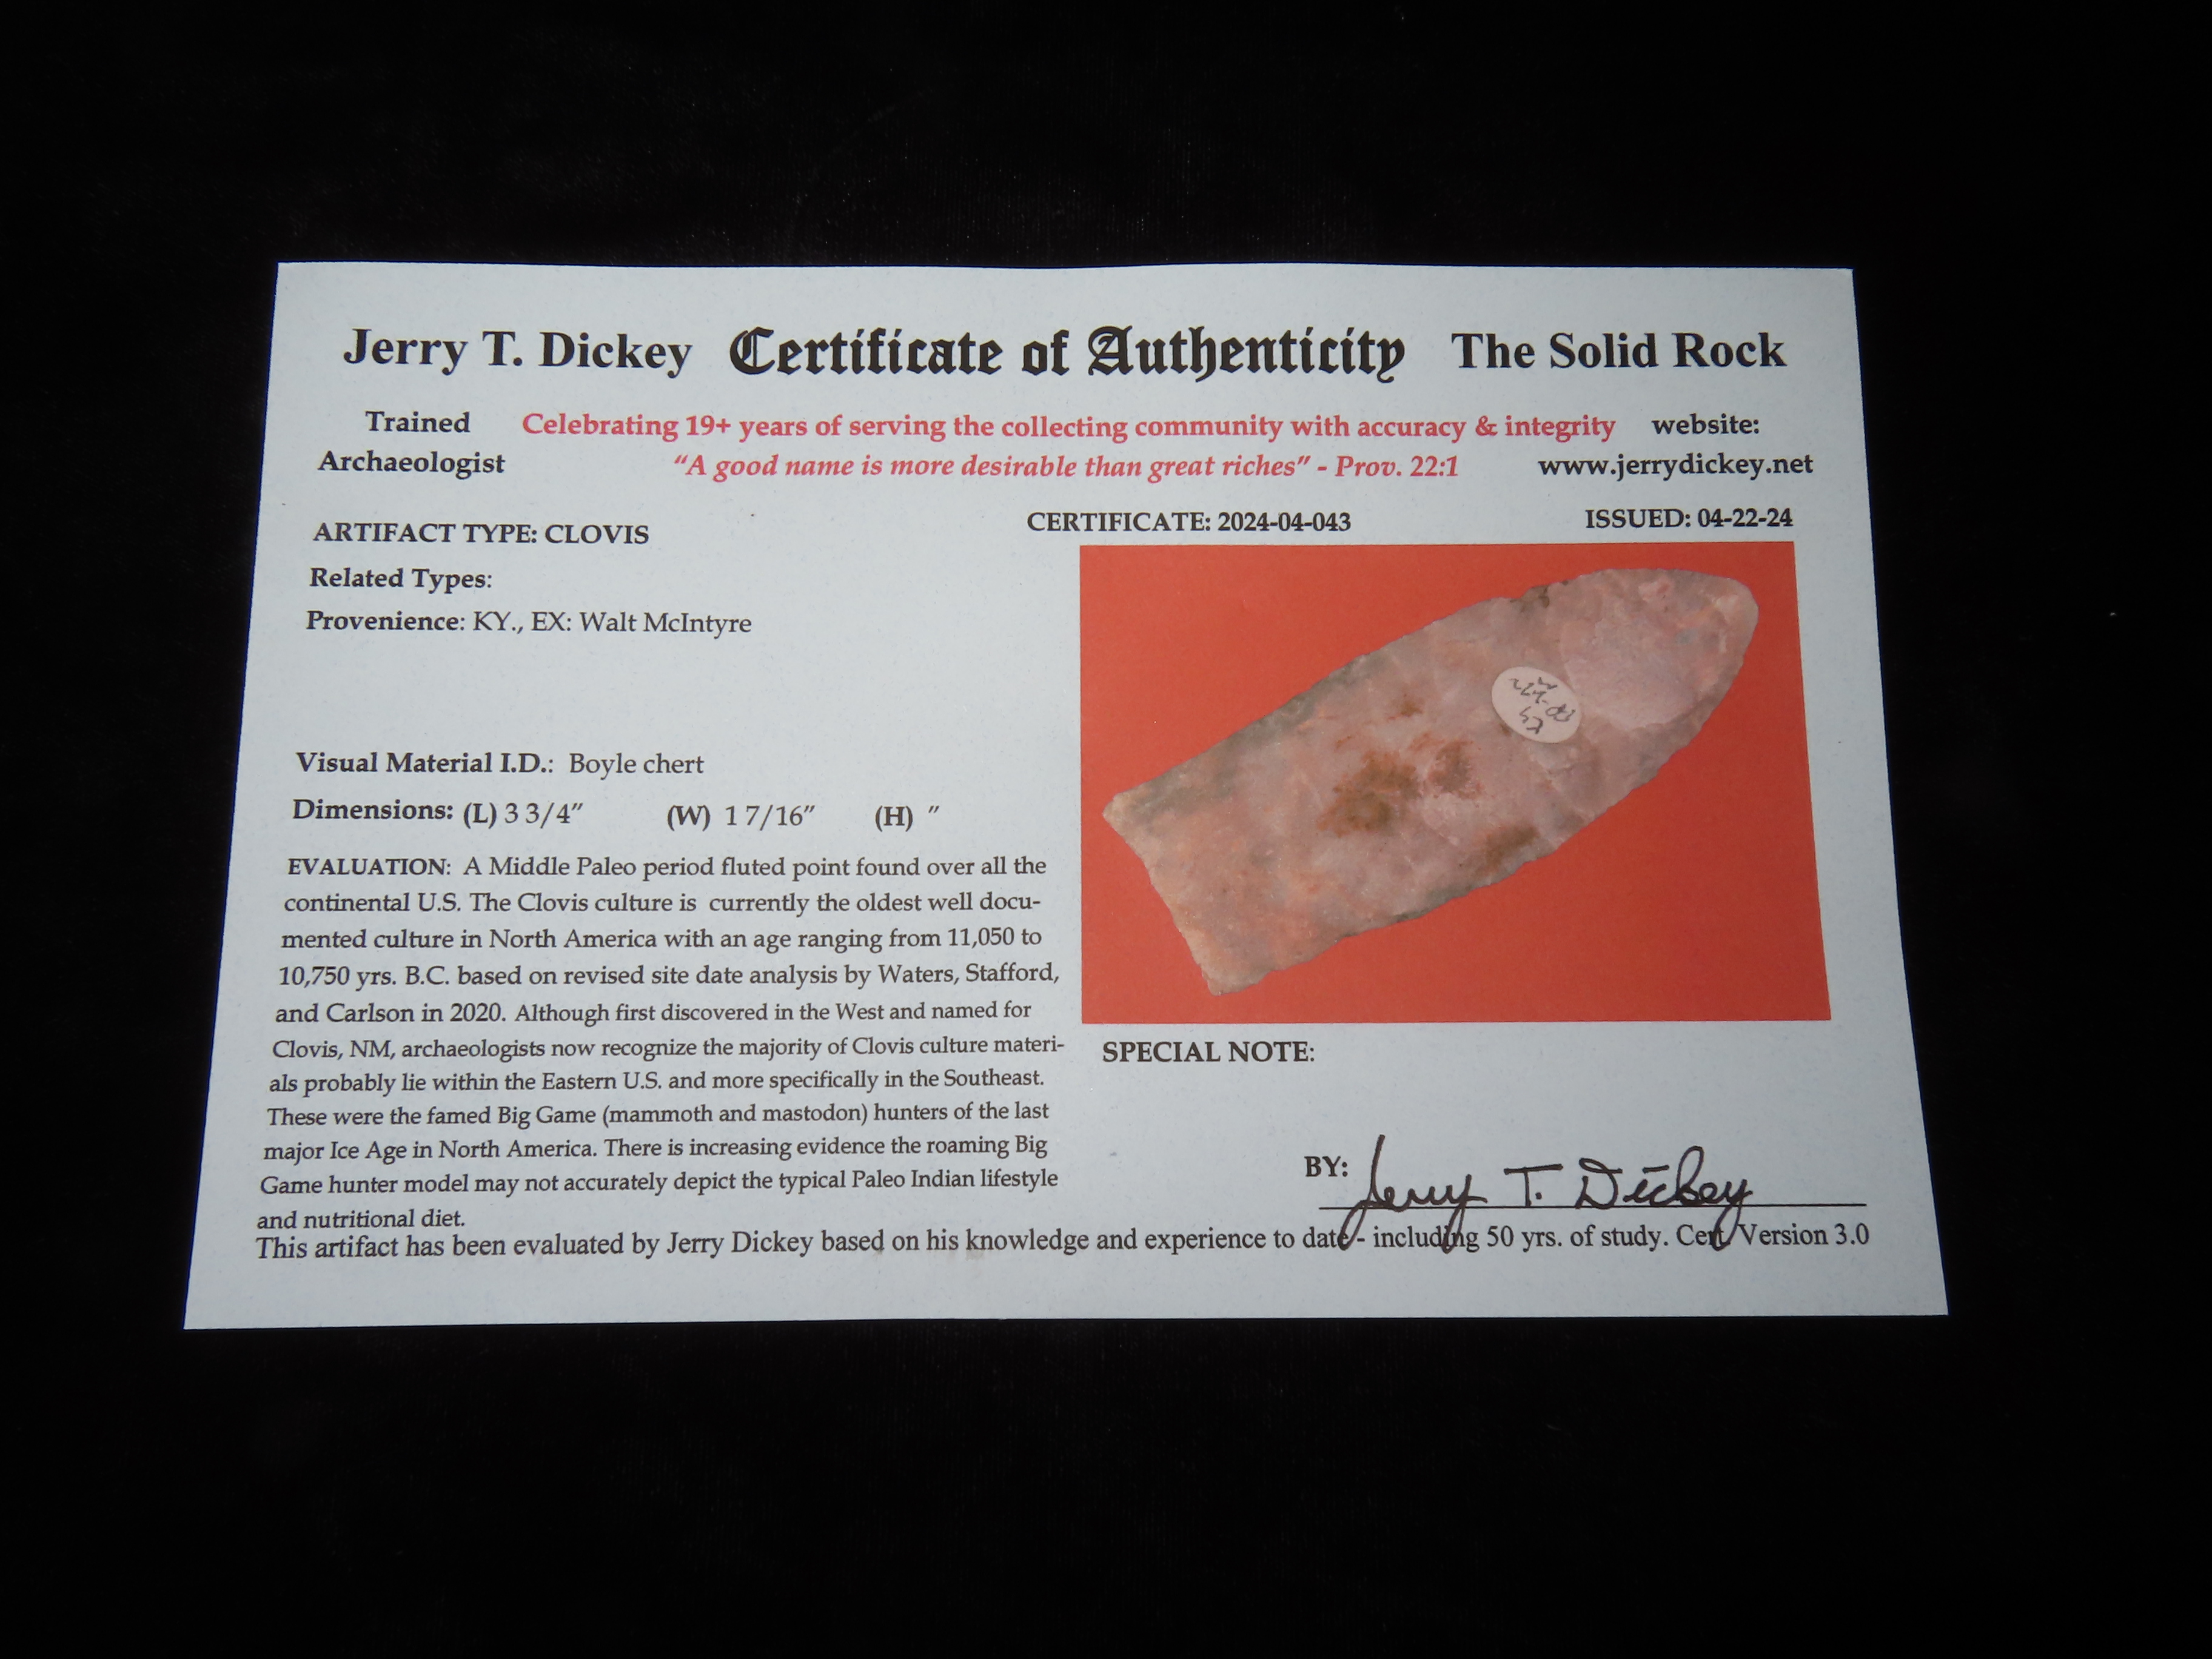 Jerry T. Dickey Certificate of Authenticity The Solid Rock
Trained Celebrating 19+ years of serving the collecting community with accuracy & integrity website:
Archaeologist "A good name is more desirable than great riches" - Prov. 22:1 www.jerrydickey.net
ARTIFACT TYPE: CLOVIS CERTIFICATE: 2024-04-043 ISSUED: 04-22-24
Related Types:
Provenience: KY., EX: Walt McIntyre
Visual Material I.D.: Boyle chert
Dimensions: (L) 3 3/4" (W) 1 7/16" (H) "
EVALUATION: A Middle Paleo period fluted point found over all the
continental U.S. The Clovis culture is currently the oldest well docu-
mented culture in North America with an age ranging from 11,050 to
10,750 yrs. B.C. based on revised site date analysis by Waters, Stafford,
and Carlson in 2020. Although first discovered in the West and named for
Clovis, NM, archaeologists now recognize the majority of Clovis culture materi-
als probably lie within the Eastern U.S. and more specifically in the Southeast.
These were the famed Big Game (mammoth and mastodon) hunters of the last
major Ice Age in North America. There is increasing evidence the roaming Big
Game hunter model may not accurately depict the typical Paleo Indian lifestyle
and nutritional diet.
SPECIAL NOTE:
BY: Jerry T. Dickey
This artifact has been evaluated by Jerry Dickey based on his knowledge and experience to date - including 50 yrs. of study. Cert. Version 3.0